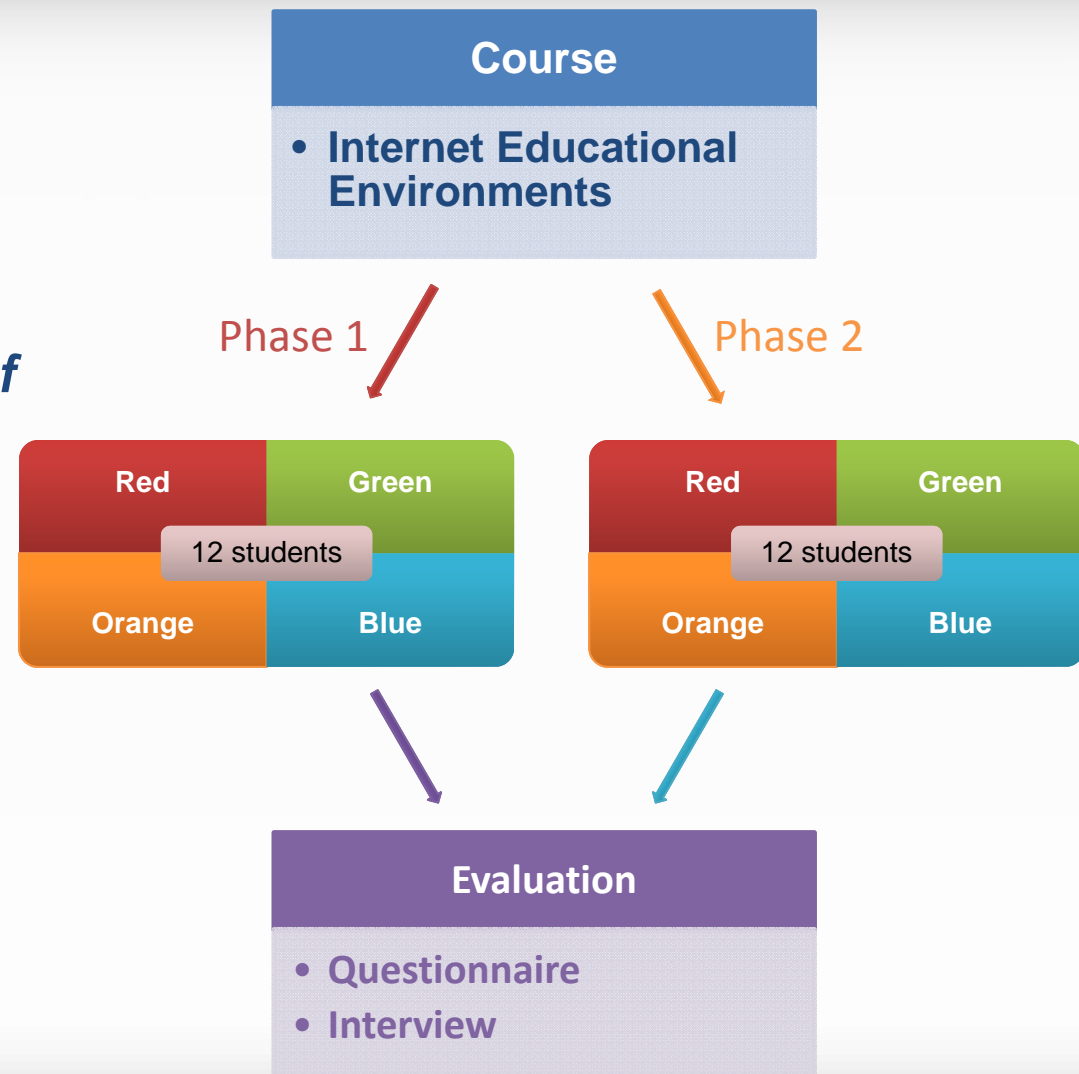 Course
• Internet Educational
Environments
Phase 1
Phase 2
f
Red
Green
12 students
Orange
Blue
Red
Green
12 students
Orange
Blue
Evaluation
• Questionnaire
• Interview